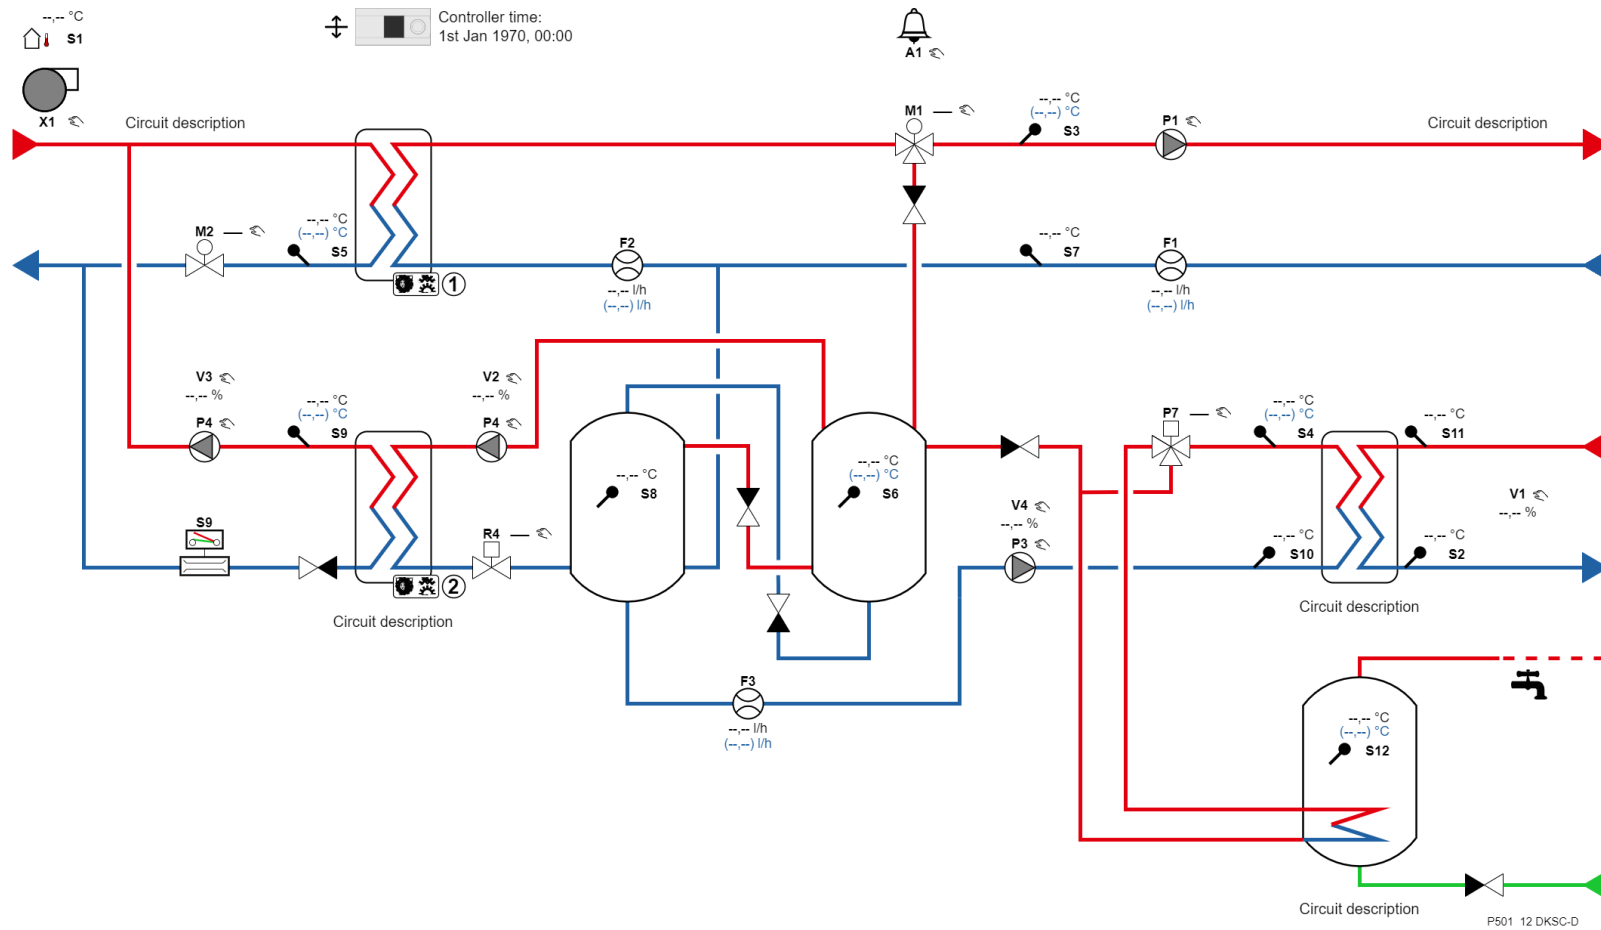 --,-- °C
S1
Controller time:
1st Jan 1970, 00:00
A1
X1
Circuit description
M1
--,-- °C
(--,--) °C
S3
P1
Circuit description
M2
--,-- °C
(--,--) °C
S5
F2
--,-- l/h
(--,--) l/h
--,-- °C
S7
F1
--,-- l/h
(--,--) l/h
1
V3
--,-- %
P4
--,-- °C
(--,--) °C
S9
V2
--,-- %
P4
--,-- °C
S8
--,-- °C
(--,--) °C
S6
P7
--,-- °C
(--,--) °C
S4
--,-- °C
S11
S9
R4
V4
--,-- %
P3
V1
--,-- %
--,-- °C
S10
--,-- °C
S2
2
Circuit description
Circuit description
F3
--,-- l/h
(--,--) l/h
--,-- °C
(--,--) °C
S12
Circuit description
P501 12 DKSC-D